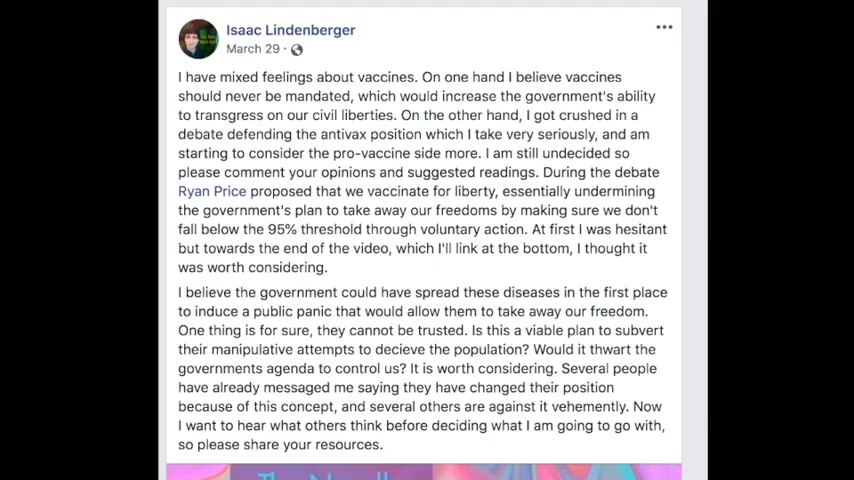 Isaac Lindenberger
March 29 ·
I have mixed feelings about vaccines. On one hand I believe vaccines
should never be mandated, which would increase the government's ability
to transgress on our civil liberties. On the other hand, I got crushed in a
debate defending the antivax position which I take very seriously, and am
starting to consider the pro-vaccine side more. I am still undecided so
please comment your opinions and suggested readings. During the debate
Ryan Price proposed that we vaccinate for liberty, essentially undermining
the government's plan to take away our freedoms by making sure we don't
fall below the 95% threshold through voluntary action. At first I was hesitant
but towards the end of the video, which I'll link at the bottom, I thought it
was worth considering.
I believe the government could have spread these diseases in the first place
to induce a public panic that would allow them to take away our freedom.
One thing is for sure, they cannot be trusted. Is this a viable plan to subvert
their manipulative attempts to decieve the population? Would it thwart the
governments agenda to control us? It is worth considering. Several people
have already messaged me saying they have changed their position
because of this concept, and several others are against it vehemently. Now
I want to hear what others think before deciding what I am going to go with,
so please share your resources.